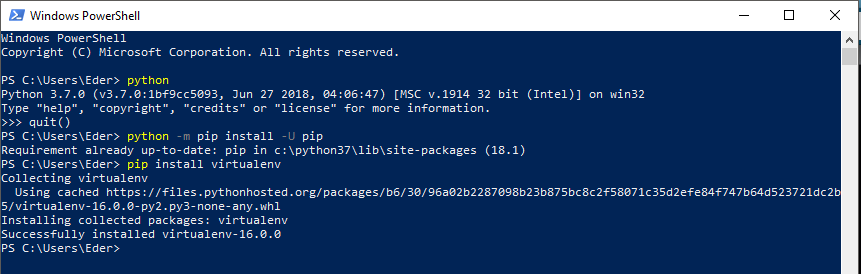 Windows PowerShell
Windows PowerShell
Copyright (C) Microsoft Corporation. All rights reserved.
PS C:\Users\Eder> python
Python 3.7.0 (v3.7.0:1bf9cc5093, Jun 27 2018, 04:06:47) [MSC v.1914 32 bit (Intel)] on win32
Type "help", "copyright", "credits" or "license" for more information.
>>> quit()
PS C:\Users\Eder> python -m pip install -U pip
Requirement already up-to-date: pip in c:\python37\lib\site-packages (18.1)
PS C:\Users\Eder> pip install virtualenv
Collecting virtualenv
  Using cached https://files.pythonhosted.org/packages/b6/30/96a02b2287098b23b875bc8c2f58071c35d2efe84f747b64d523721dc2b
5/virtualenv-16.0.0-py2.py3-none-any.whl
Installing collected packages: virtualenv
Successfully installed virtualenv-16.0.0
PS C:\Users\Eder>